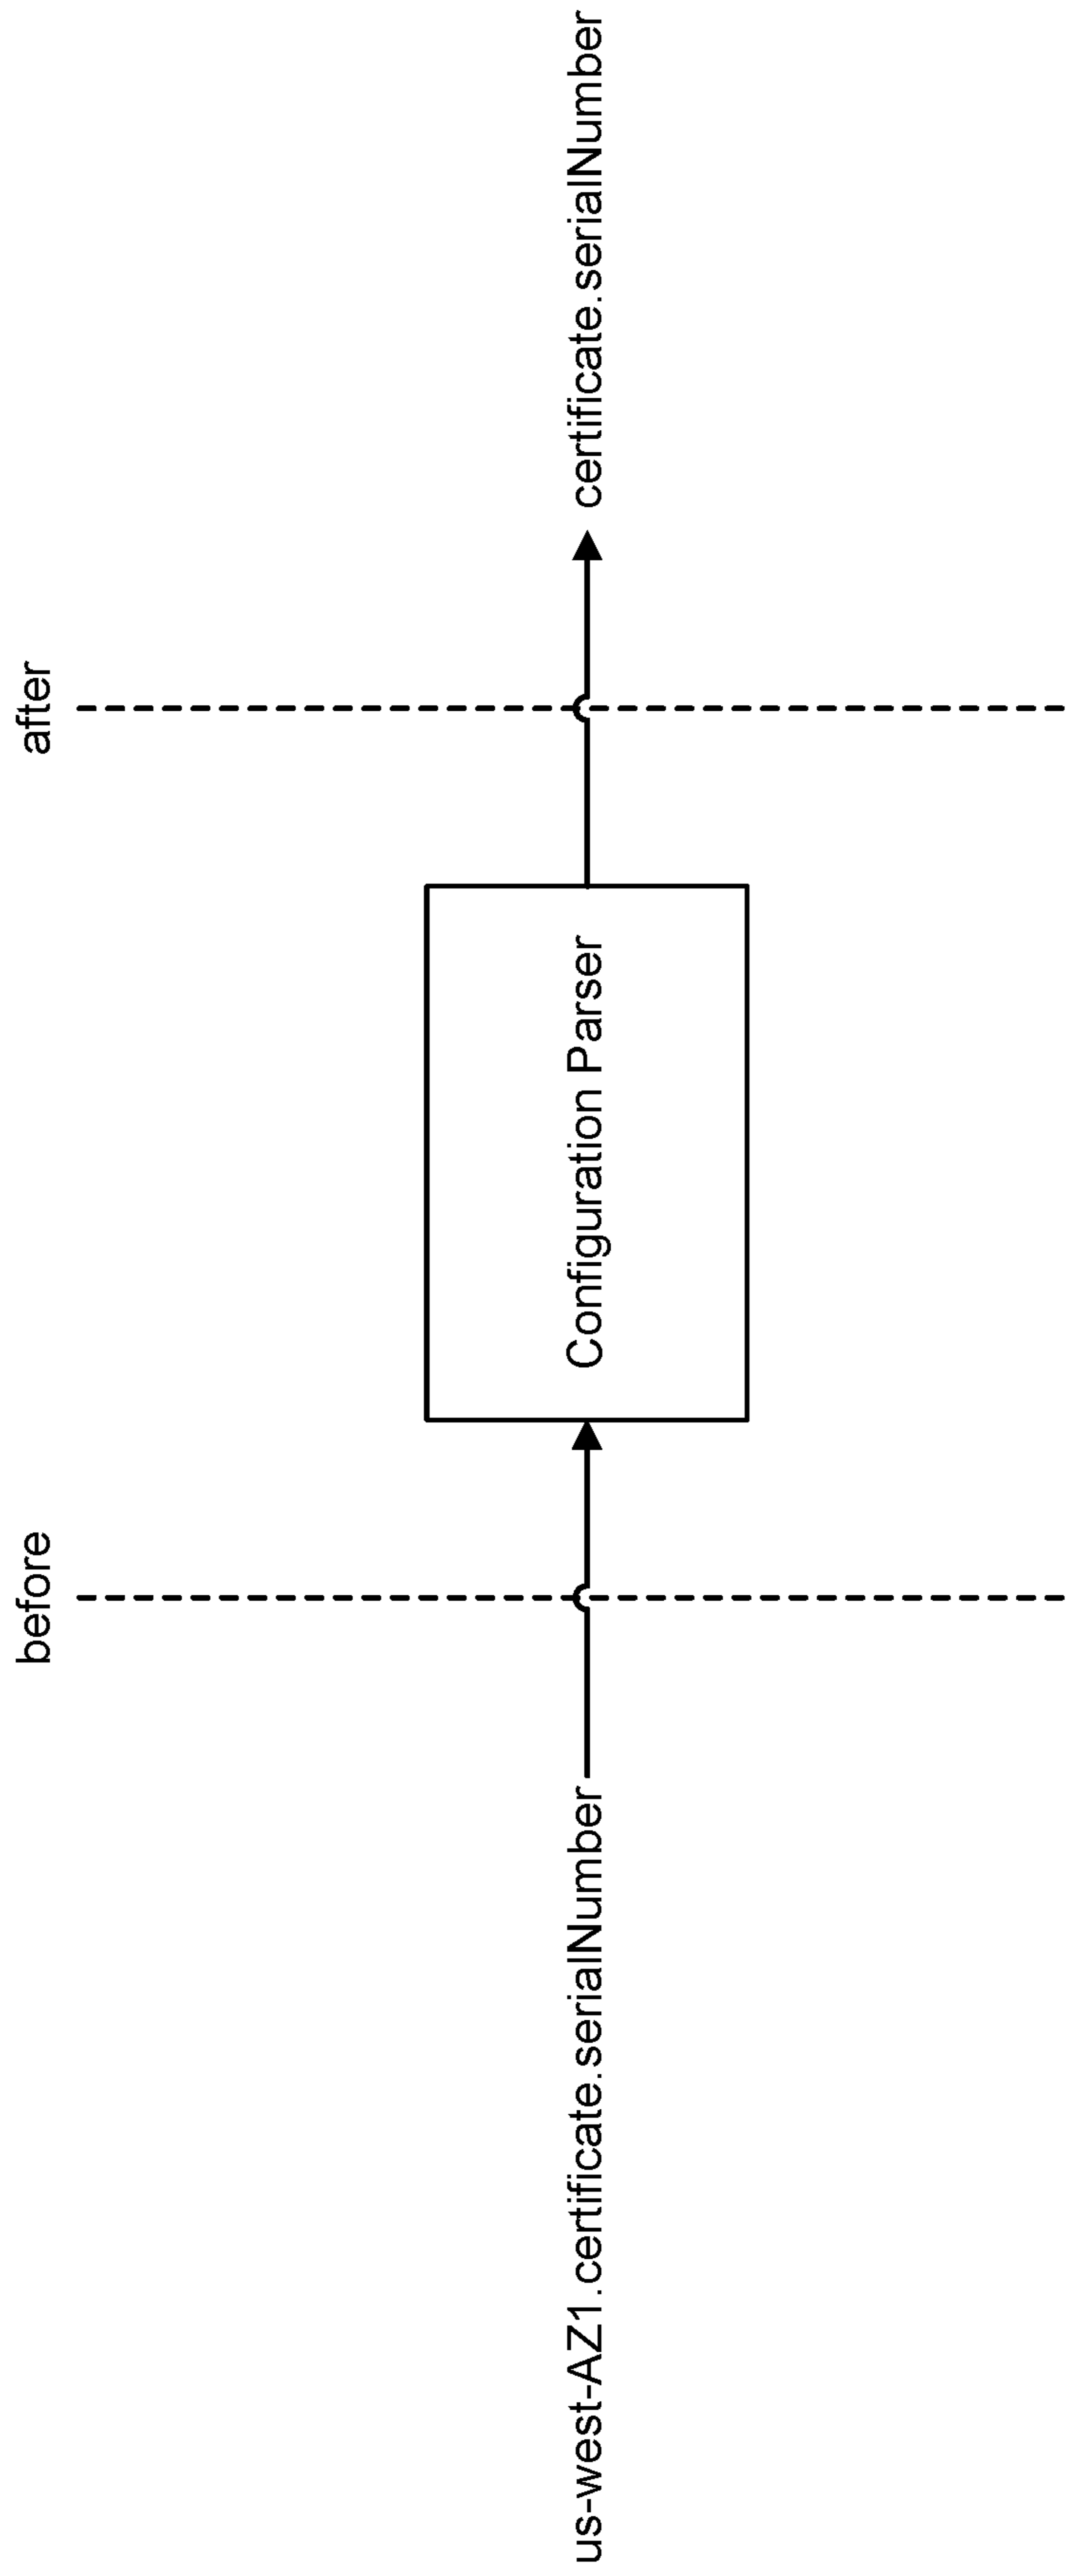 before
after
us-west-AZ1.certificate.serialNumber
Configuration Parser
certificate.serialNumber